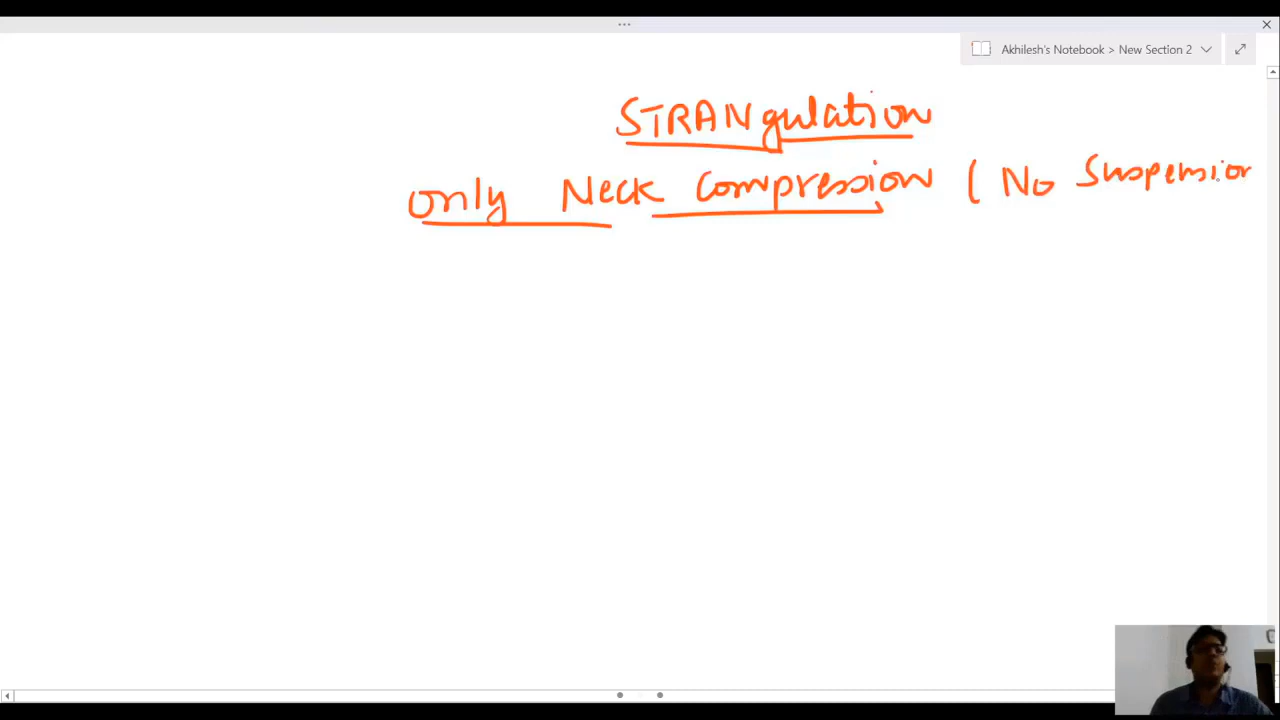 Akhilesh's Notebook > New Section 2
STRANgulation
only Neck compression ( No Suspension